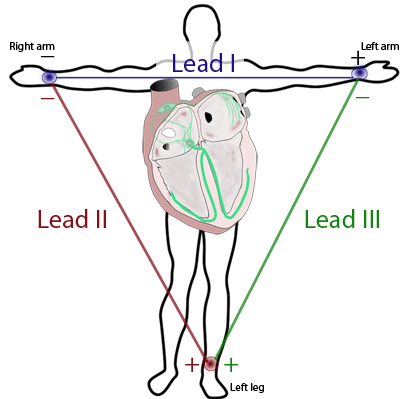 Right arm
Left arm
−
+
Lead I
−
−
Lead II
Lead III
+
+
Left leg